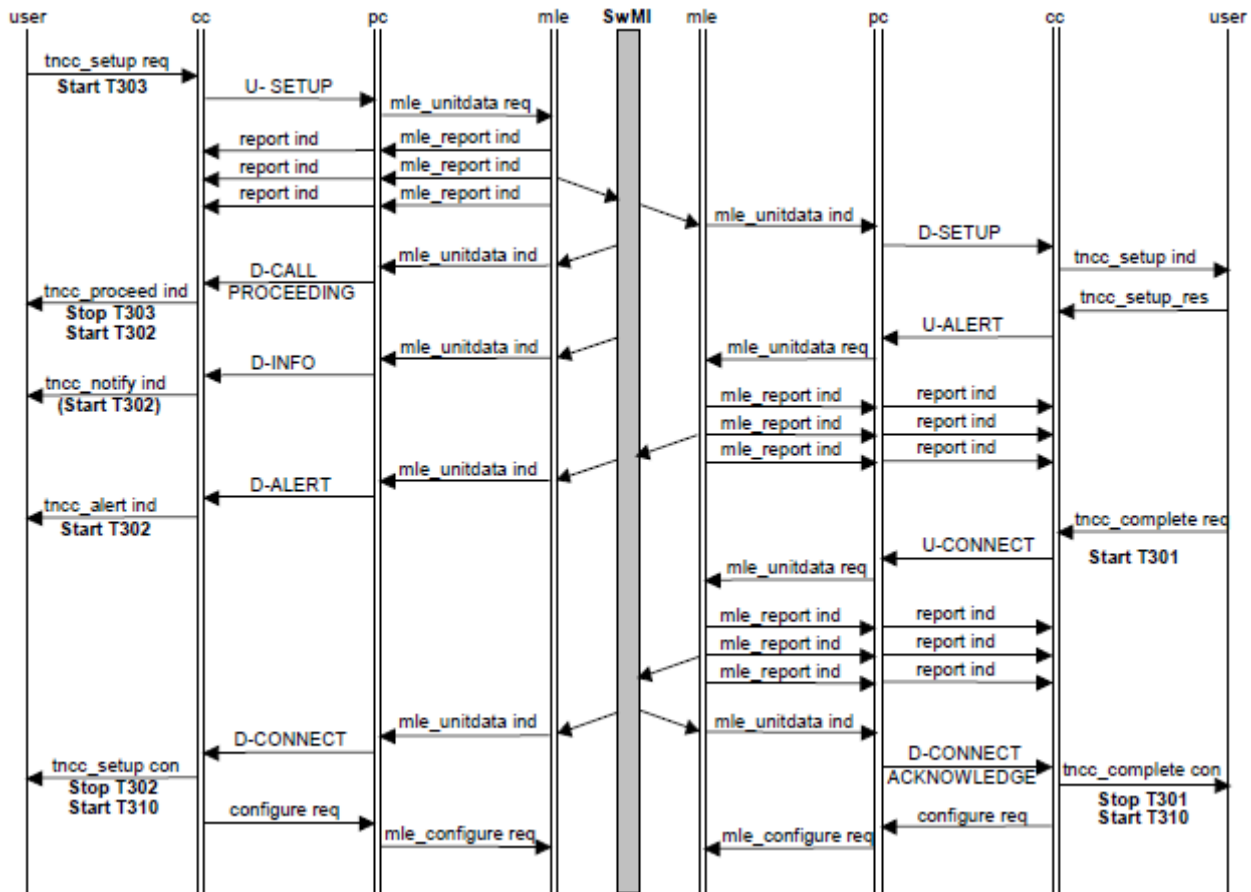 user cc pc mle SwMI mle pc cc user
tncc_setup req
Start T303
U- SETUP
mle_unitdata req
report ind mle_report ind
report ind mle_report ind
report ind mle_report ind
mle_unitdata ind
D-SETUP
mle_unitdata ind
tncc_setup ind
D-CALL
PROCEEDING
tncc_proceed ind
Stop T303
Start T302
tncc_setup_res
U-ALERT
mle_unitdata ind
mle_unitdata req
D-INFO
tncc_notify ind
(Start T302)
mle_report ind report ind
mle_report ind report ind
mle_report ind report ind
mle_unitdata ind
D-ALERT
tncc_alert ind
Start T302
tncc_complete req
U-CONNECT
Start T301
mle_unitdata req
mle_report ind report ind
mle_report ind report ind
mle_report ind report ind
mle_unitdata ind
mle_unitdata ind
D-CONNECT
D-CONNECT
ACKNOWLEDGE
tncc_setup con
Stop T302
Start T310
tncc_complete con
Stop T301
Start T310
configure req
configure req
mle_configure req
mle_configure req